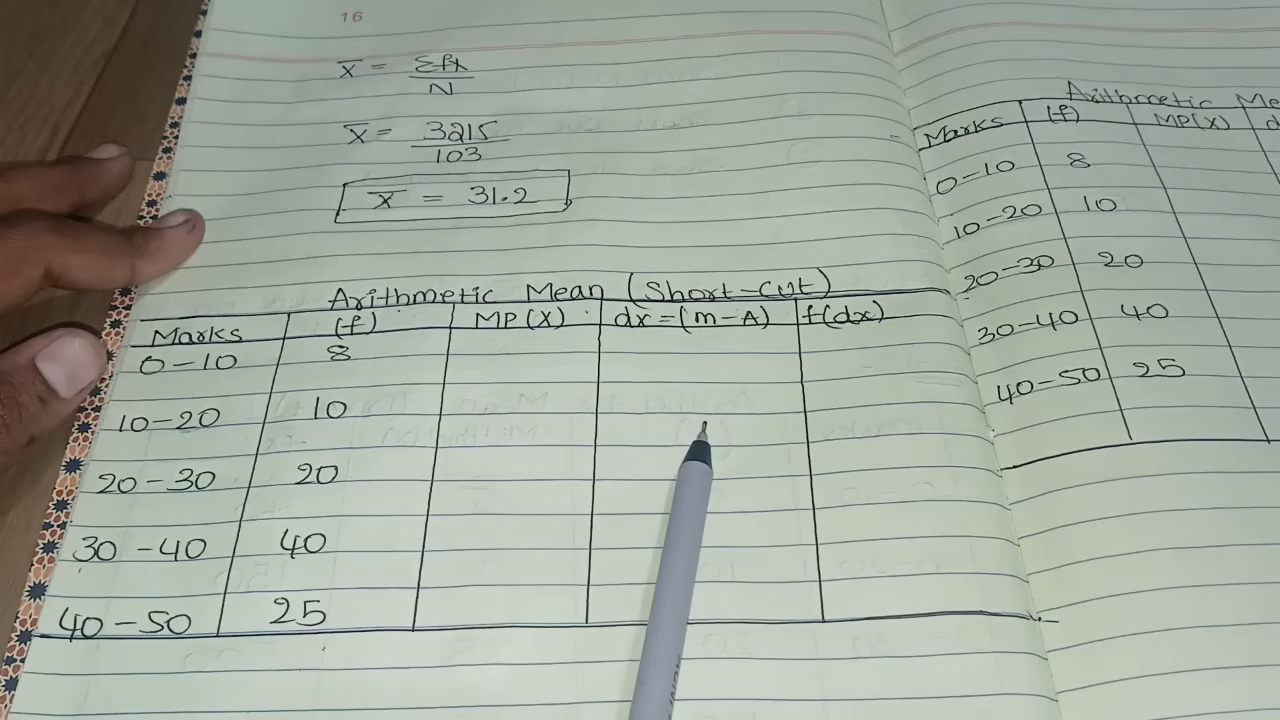 16
x̄ = Σfx
N
x̄ = 3215
103
x̄ = 31.2
Arithmetic Mean (Short-Cut)
Marks (f) MP(X) dx=(m-A) f(dx)
0-10 8
10-20 10
20-30 20
30-40 40
40-50 25
Arithmetic Me
Marks (f) MP(X) d
0-10 8
10-20 10
20-30 20
30-40 40
40-50 25